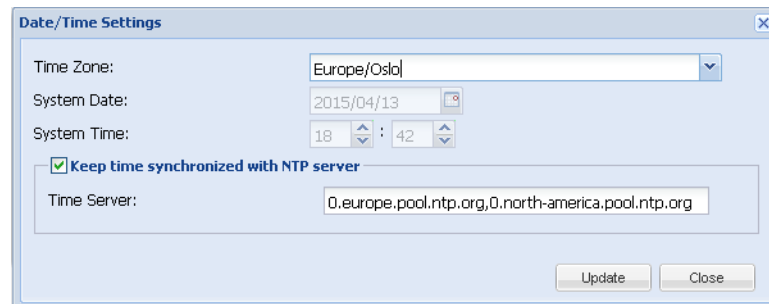 Date/Time Settings
Time Zone: Europe/Oslo
System Date: 2015/04/13
System Time: 18 : 42
Keep time synchronized with NTP server
Time Server: 0.europe.pool.ntp.org,0.north-america.pool.ntp.org
Update Close